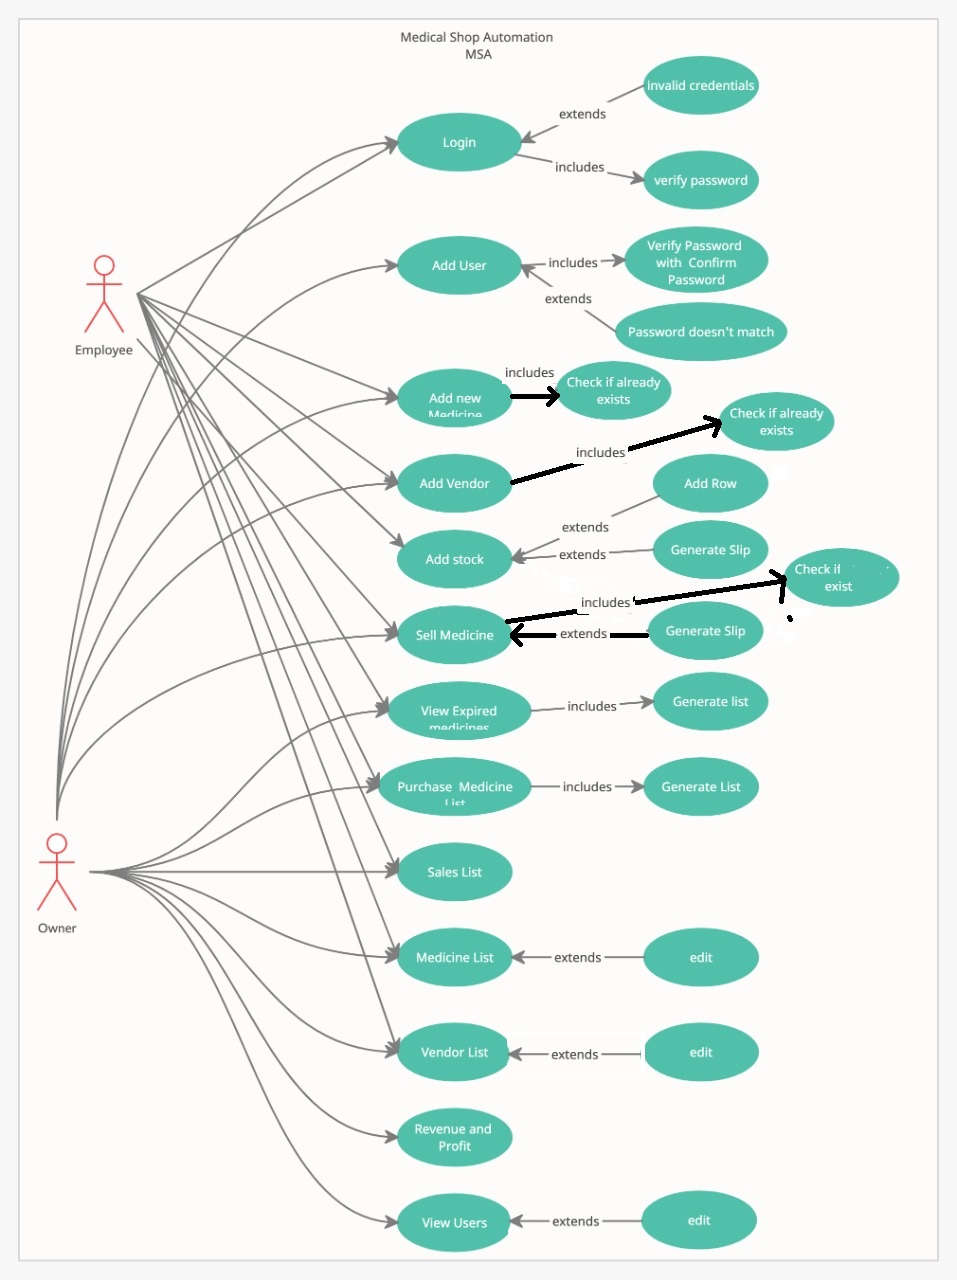 Medical Shop Automation
MSA
invalid credentials
extends
Login
includes
verify password
Verify Password
with Confirm
Password
includes
Add User
extends
Password doesn't match
Employee
includes
Check if already
exists
Add new
Medicine
Check if already
exists
includes
Add Vendor
Add Row
extends
Generate Slip
extends
Add stock
Check if
exist
includes
Generate Slip
extends
Sell Medicine
Generate list
includes
View Expired
medicines
Purchase Medicine
List
includes
Generate List
Sales List
Owner
Medicine List
extends
edit
Vendor List
extends
edit
Revenue and
Profit
View Users
extends
edit